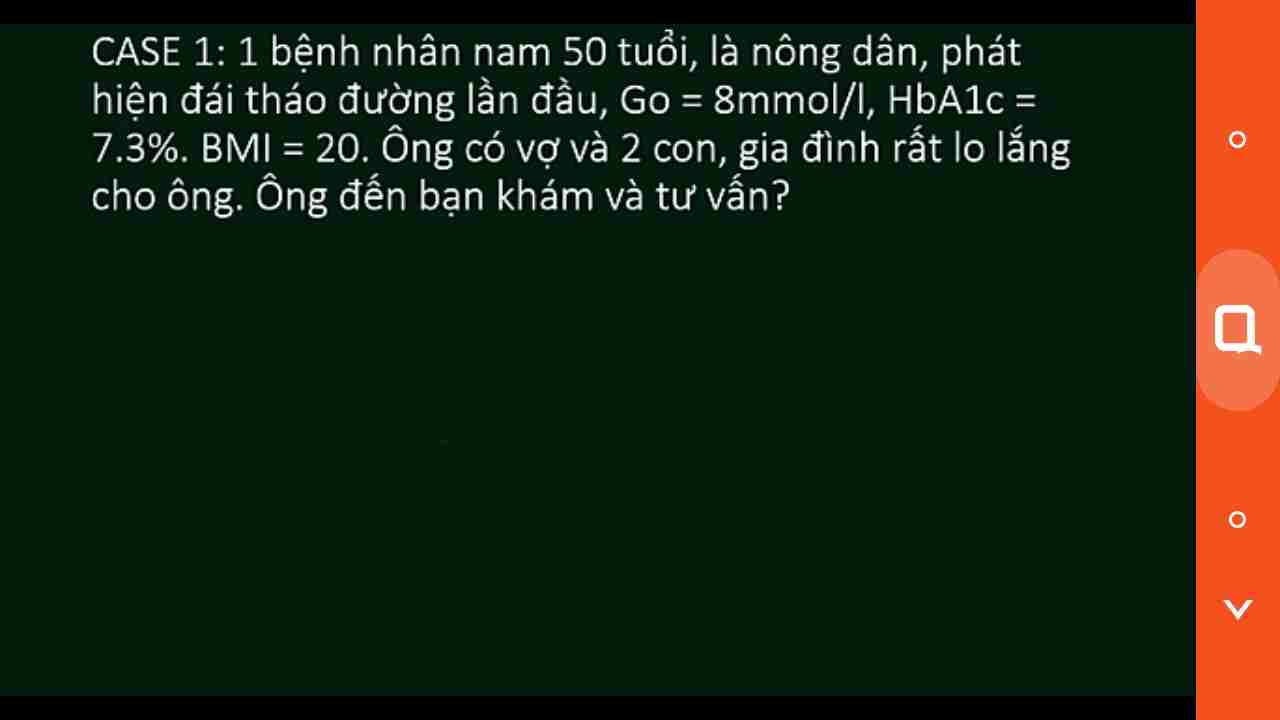 CASE 1: 1 bệnh nhân nam 50 tuổi, là nông dân, phát
hiện đái tháo đường lần đầu, Go = 8mmol/l, HbA1c =
7.3%. BMI = 20. Ông có vợ và 2 con, gia đình rất lo lắng
cho ông. Ông đến bạn khám và tư vấn?